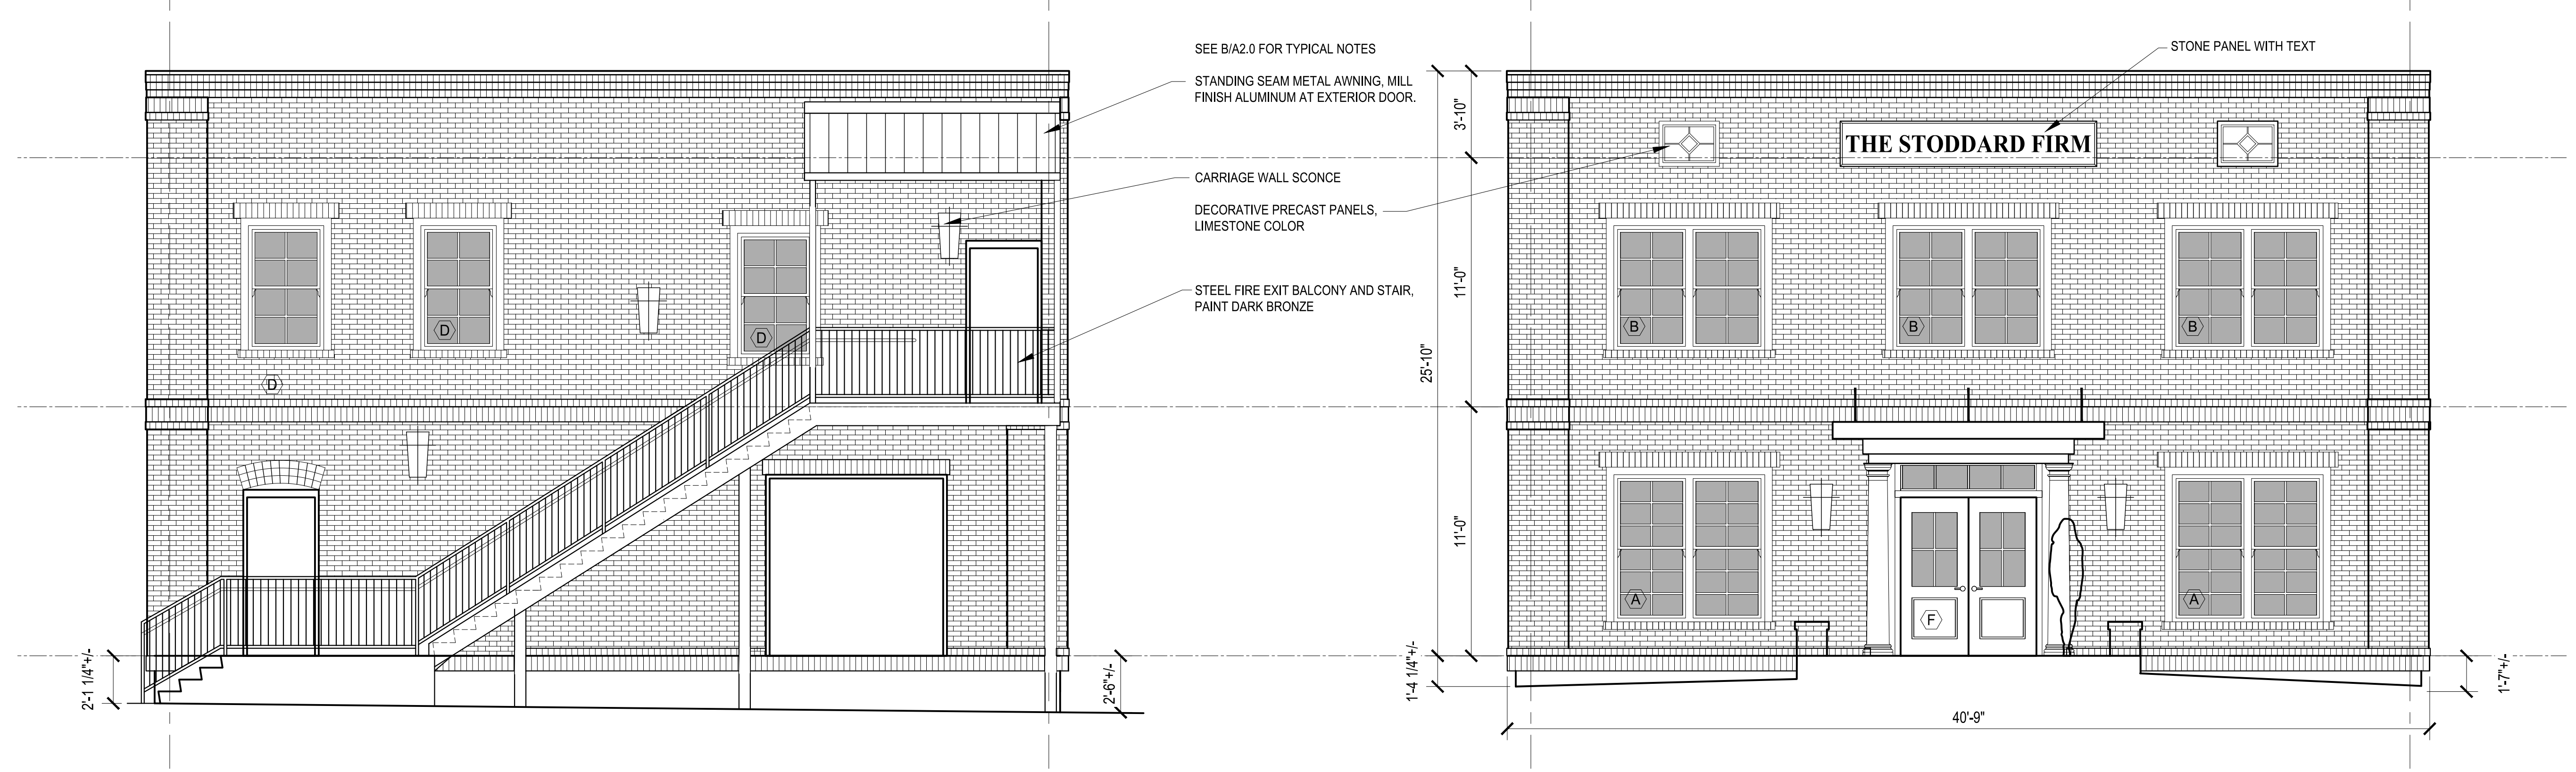 SEE B/A2.0 FOR TYPICAL NOTES
STANDING SEAM METAL AWNING, MILL
FINISH ALUMINUM AT EXTERIOR DOOR.
CARRIAGE WALL SCONCE
DECORATIVE PRECAST PANELS,
LIMESTONE COLOR
STEEL FIRE EXIT BALCONY AND STAIR,
PAINT DARK BRONZE
D
D
D
2'-1 1/4"+/-
2'-6"+/-
STONE PANEL WITH TEXT
THE STODDARD FIRM
3'-10"
11'-0"
25'-10"
11'-0"
1'-4 1/4"+/-
B
B
B
A
F
A
1'-7"+/-
40'-9"